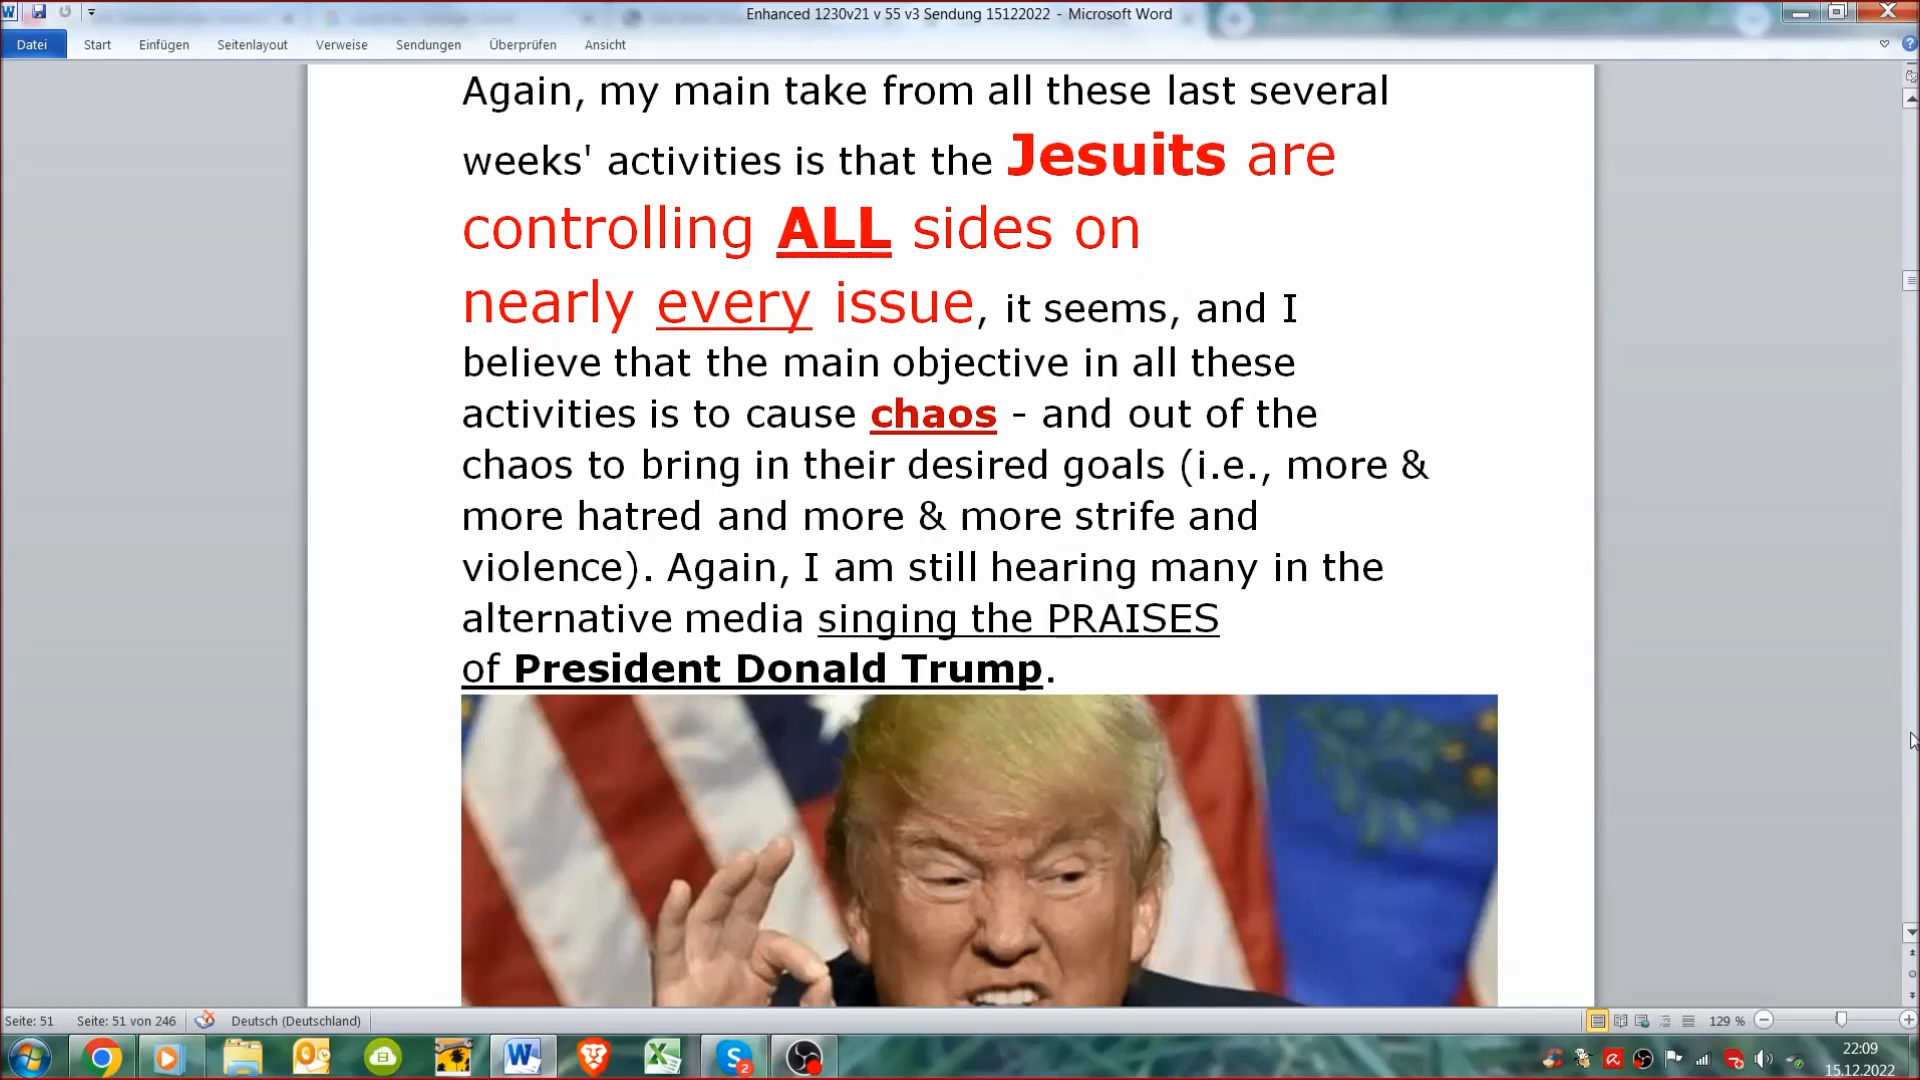 Enhanced 1230v21 v 55 v3 Sendung 15122022 - Microsoft Word
Datei Start Einfügen Seitenlayout Verweise Sendungen Überprüfen Ansicht
Again, my main take from all these last several
weeks' activities is that the Jesuits are
controlling ALL sides on
nearly every issue, it seems, and I
believe that the main objective in all these
activities is to cause chaos - and out of the
chaos to bring in their desired goals (i.e., more &
more hatred and more & more strife and
violence). Again, I am still hearing many in the
alternative media singing the PRAISES
of President Donald Trump.
Seite: 51 Seite: 51 von 246 Deutsch (Deutschland) 129 %
22:09
15.12.2022